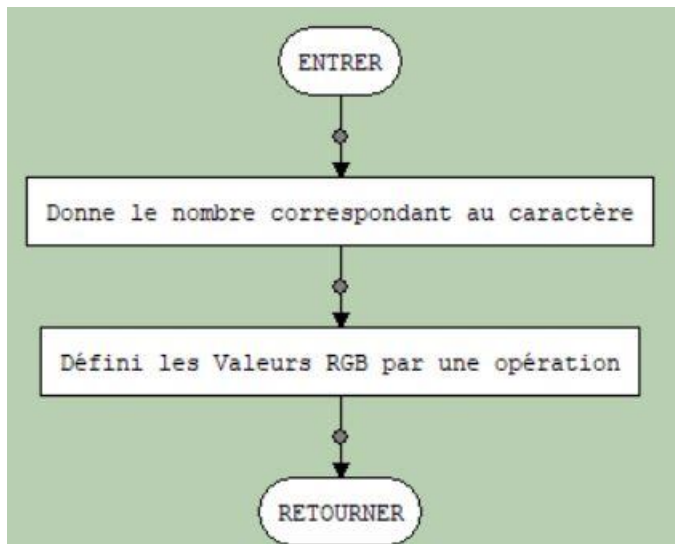 ENTRER
Donne le nombre correspondant au caractère
Défini les Valeurs RGB par une opération
RETOURNER